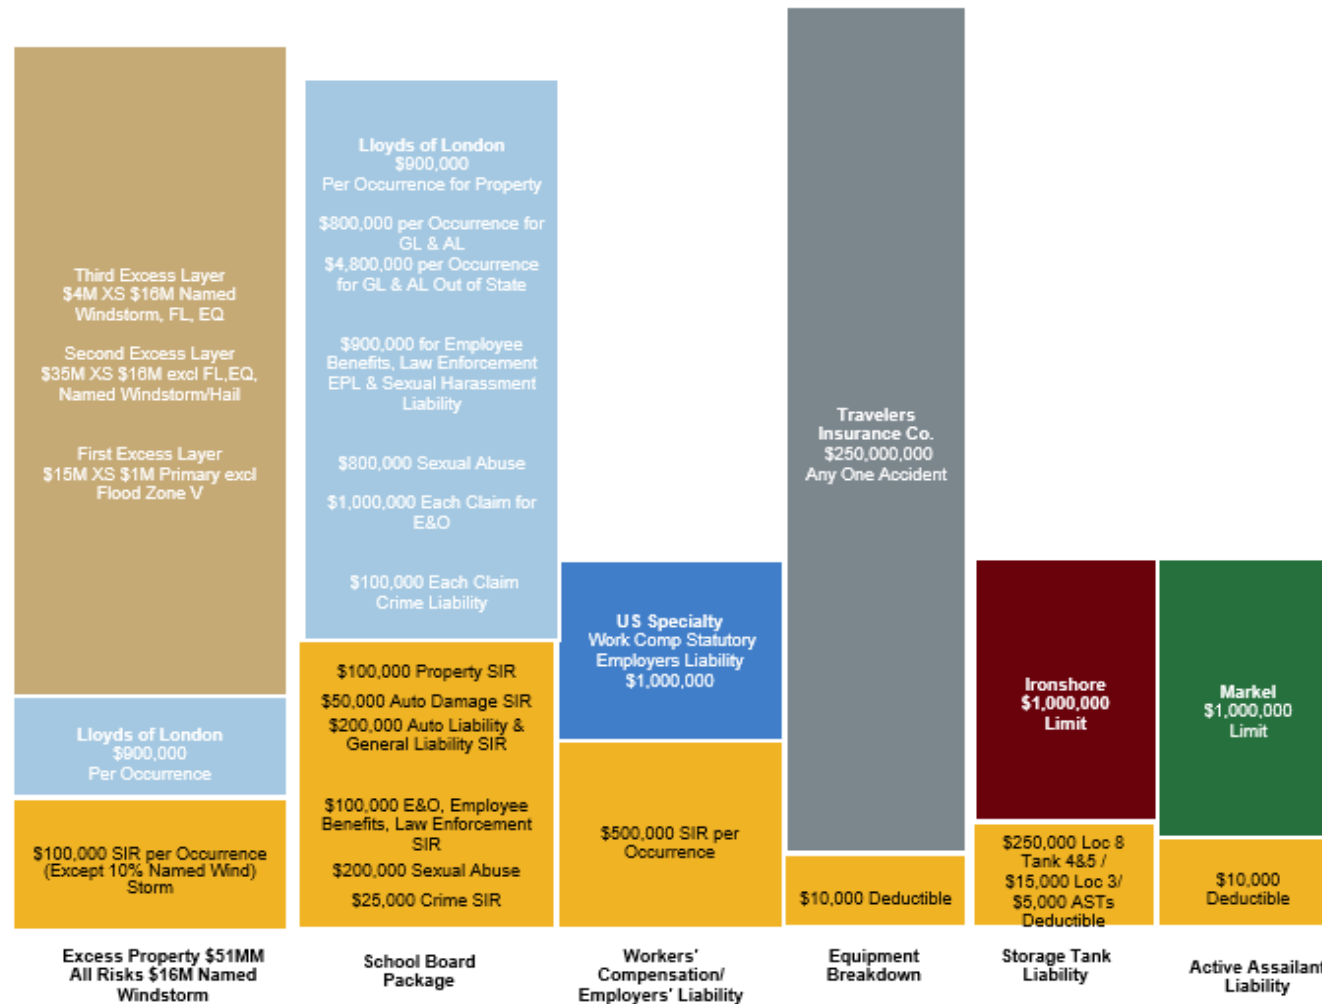 Third Excess Layer
$4M XS $16M Named
Windstorm, FL, EQ
Second Excess Layer
$35M XS $16M excl FL,EQ,
Named Windstorm/Hail
First Excess Layer
$15M XS $1M Primary excl
Flood Zone V
Lloyds of London
$900,000
Per Occurrence
$100,000 SIR per Occurrence
(Except 10% Named Wind)
Storm
Excess Property $51MM
All Risks $16M Named
Windstorm
Lloyds of London
$900,000
Per Occurrence for Property
$800,000 per Occurrence for
GL & AL
$4,800,000 per Occurrence
for GL & AL Out of State
$900,000 for Employee
Benefits, Law Enforcement
EPL & Sexual Harassment
Liability
$800,000 Sexual Abuse
$1,000,000 Each Claim for
E&O
$100,000 Each Claim
Crime Liability
$100,000 Property SIR
$50,000 Auto Damage SIR
$200,000 Auto Liability &
General Liability SIR
$100,000 E&O, Employee
Benefits, Law Enforcement
SIR
$200,000 Sexual Abuse
$25,000 Crime SIR
School Board
Package
US Specialty
Work Comp Statutory
Employers Liability
$1,000,000
$500,000 SIR per
Occurrence
Workers'
Compensation/
Employers' Liability
Travelers
Insurance Co.
$250,000,000
Any One Accident
$10,000 Deductible
Equipment
Breakdown
Ironshore
$1,000,000
Limit
$250,000 Loc 8
Tank 4&5 /
$15,000 Loc 3/
$5,000 ASTs
Deductible
Storage Tank
Liability
Markel
$1,000,000
Limit
$10,000
Deductible
Active Assailant
Liability